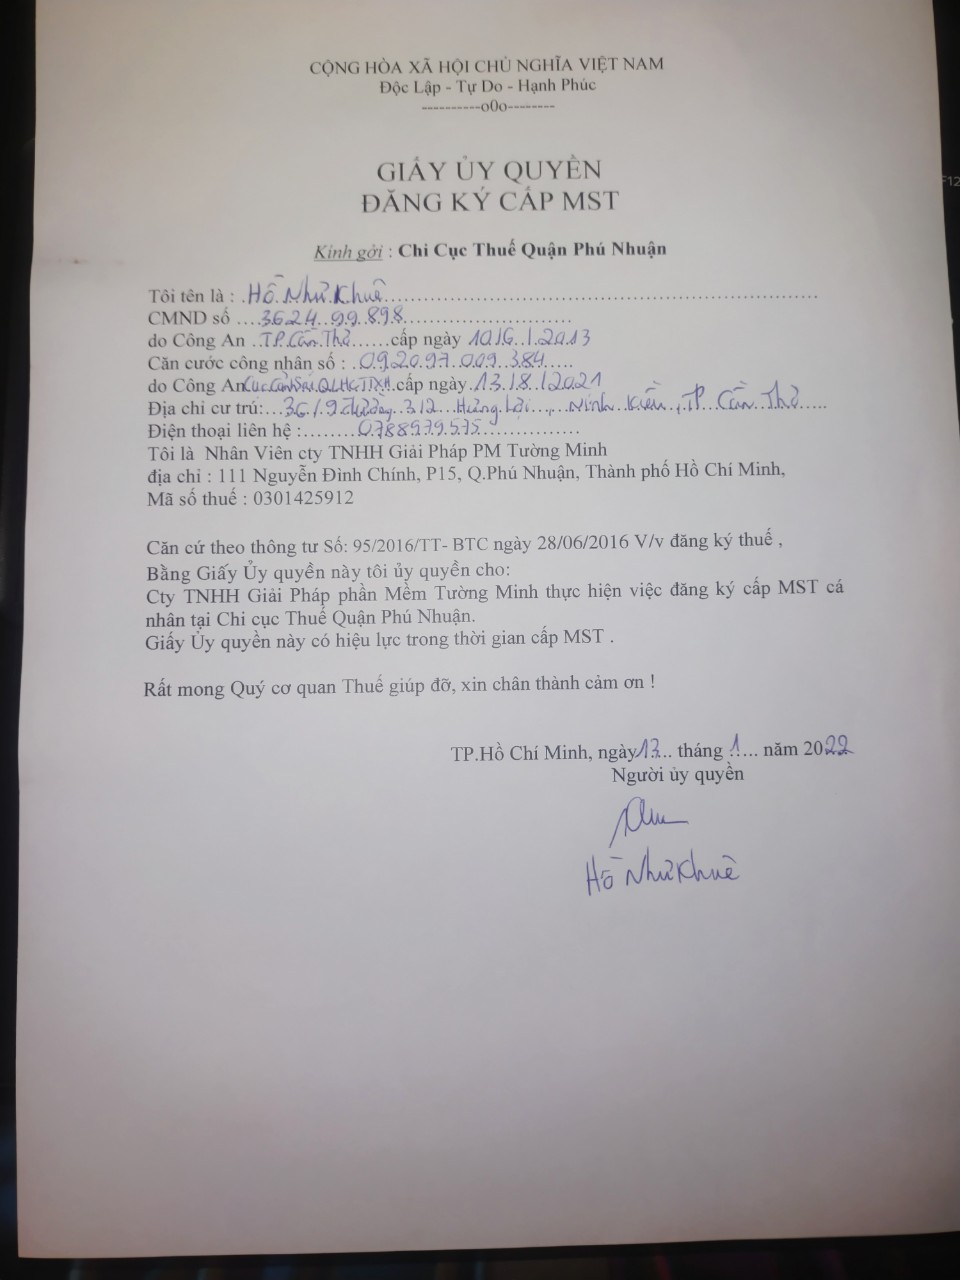 CỘNG HÒA XÃ HỘI CHỦ NGHĨA VIỆT NAM
Độc Lập - Tự Do - Hạnh Phúc
----------o0o--------
GIẤY ỦY QUYỀN
ĐĂNG KÝ CẤP MST
Kính gởi : Chi Cục Thuế Quận Phú Nhuận
Tôi tên là : Hồ Như Khuê
CMND số 3624 99 898
do Công An TP. Cần Thơ cấp ngày 10/6/2013
Căn cước công nhân số : 092097 009 384
do Công An Cục Cảnh Sát QLHC TTXH cấp ngày 13/8/2021
Địa chỉ cư trú: 36/9 đường 3/2 Hưng Lợi, Ninh Kiều, TP Cần Thơ
Điện thoại liên hệ : 0788979575
Tôi là Nhân Viên cty TNHH Giải Pháp PM Tường Minh
địa chỉ : 111 Nguyễn Đình Chính, P15, Q.Phú Nhuận, Thành phố Hồ Chí Minh,
Mã số thuế : 0301425912
Căn cứ theo thông tư Số: 95/2016/TT- BTC ngày 28/06/2016 V/v đăng ký thuế ,
Bằng Giấy Ủy quyền này tôi ủy quyền cho:
Cty TNHH Giải Pháp phần Mềm Tường Minh thực hiện việc đăng ký cấp MST cá
nhân tại Chi cục Thuế Quận Phú Nhuận.
Giấy Ủy quyền này có hiệu lực trong thời gian cấp MST .
Rất mong Quý cơ quan Thuế giúp đỡ, xin chân thành cảm ơn !
TP.Hồ Chí Minh, ngày 13 tháng 1 năm 2022
Người ủy quyền
Hồ Như Khuê
F12